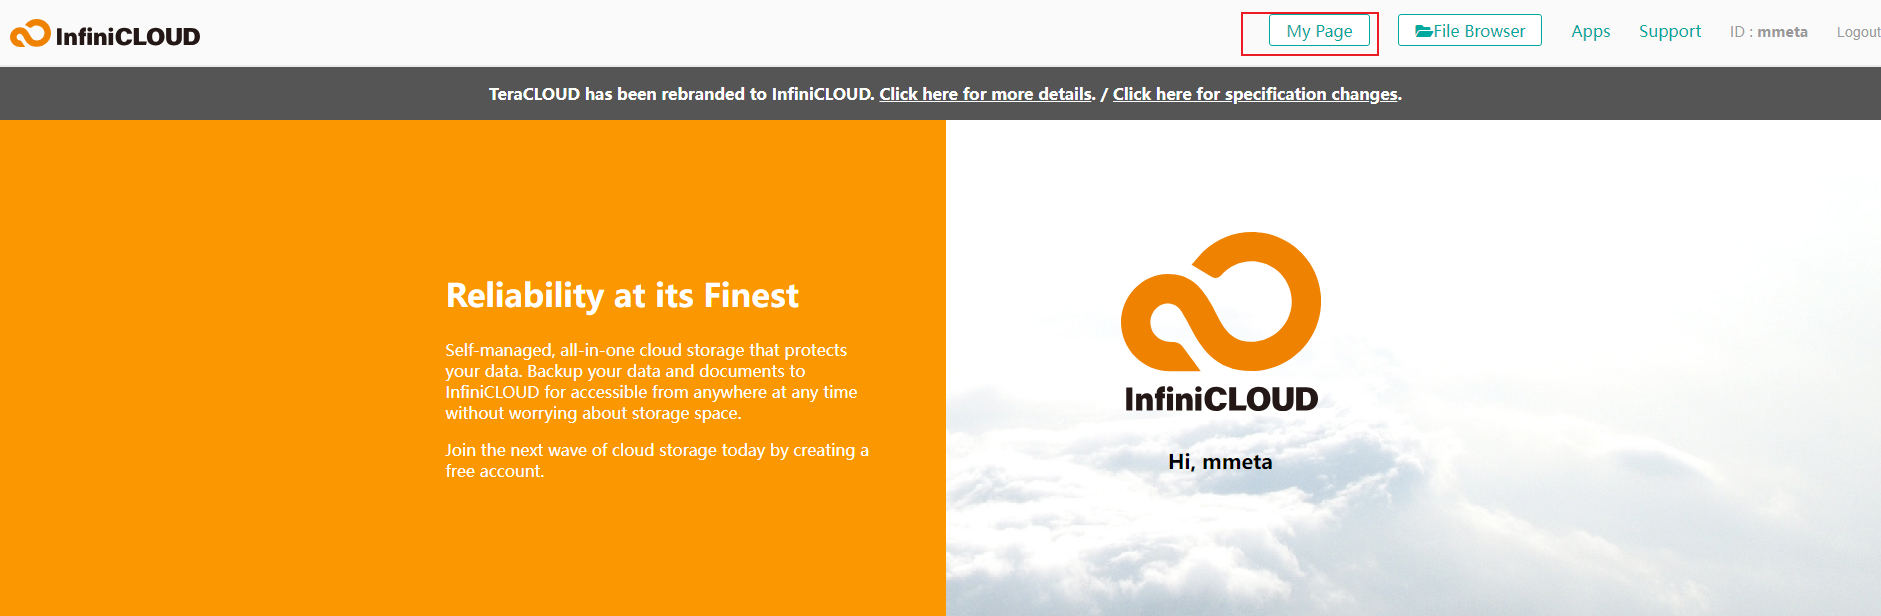 InfiniCLOUD
My Page
File Browser
Apps
Support
ID : mmeta
Logout
TeraCLOUD has been rebranded to InfiniCLOUD. Click here for more details. / Click here for specification changes.
Reliability at its Finest
Self-managed, all-in-one cloud storage that protects
your data. Backup your data and documents to
InfiniCLOUD for accessible from anywhere at any time
without worrying about storage space.
Join the next wave of cloud storage today by creating a
free account.
InfiniCLOUD
Hi, mmeta